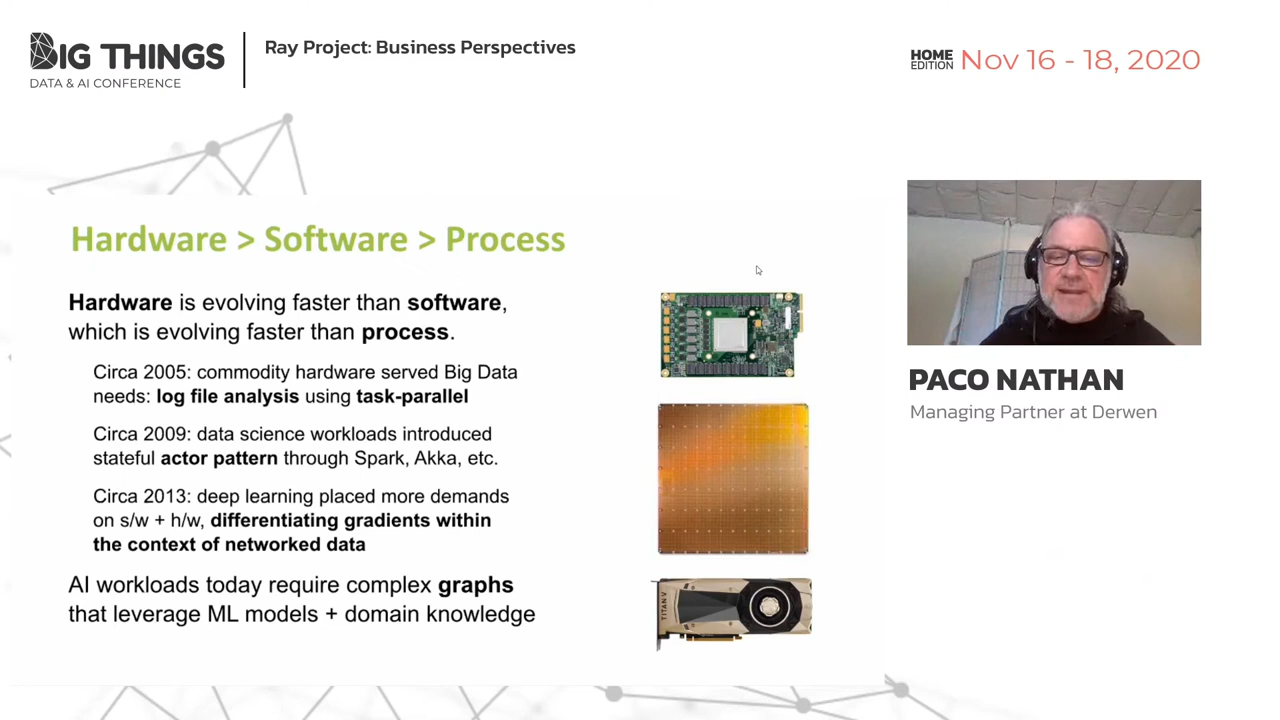 BIG THINGS
DATA & AI CONFERENCE
Ray Project: Business Perspectives
HOME
EDITION
Nov 16 - 18, 2020
Hardware > Software > Process
Hardware is evolving faster than software,
which is evolving faster than process.
Circa 2005: commodity hardware served Big Data
needs: log file analysis using task-parallel
Circa 2009: data science workloads introduced
stateful actor pattern through Spark, Akka, etc.
Circa 2013: deep learning placed more demands
on s/w + h/w, differentiating gradients within
the context of networked data
AI workloads today require complex graphs
that leverage ML models + domain knowledge
TITAN V
PACO NATHAN
Managing Partner at Derwen